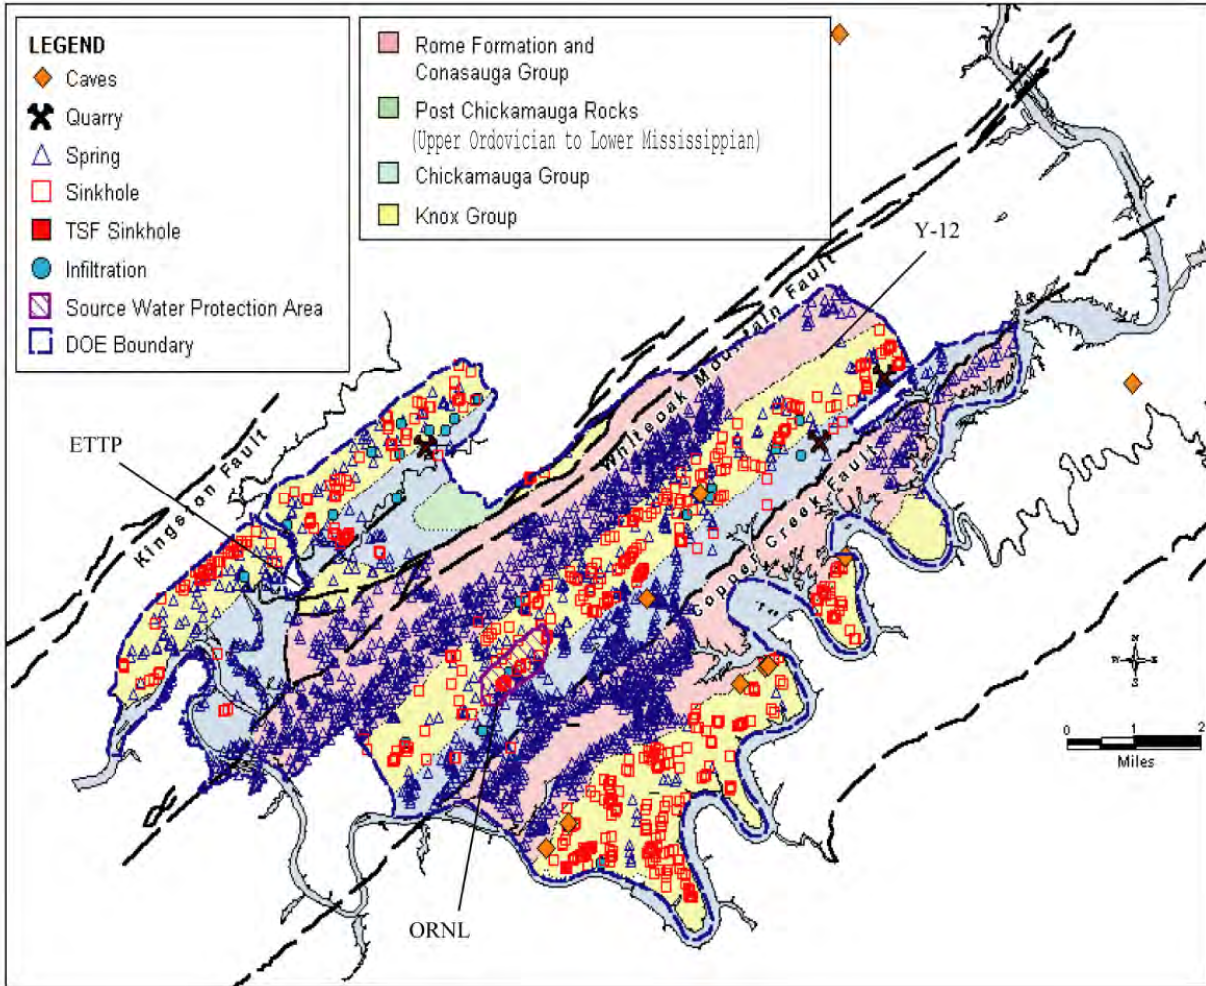 LEGEND
Caves
Quarry
Spring
Sinkhole
TSF Sinkhole
Infiltration
Source Water Protection Area
DOE Boundary
Rome Formation and
Conasauga Group
Post Chickamauga Rocks
(Upper Ordovician to Lower Mississippian)
Chickamauga Group
Knox Group
Y-12
Whiteoak Mountain Fault
ETTP
Kingston Fault
Copper Creek Fault
N
W
E
S
0 1 2
Miles
ORNL